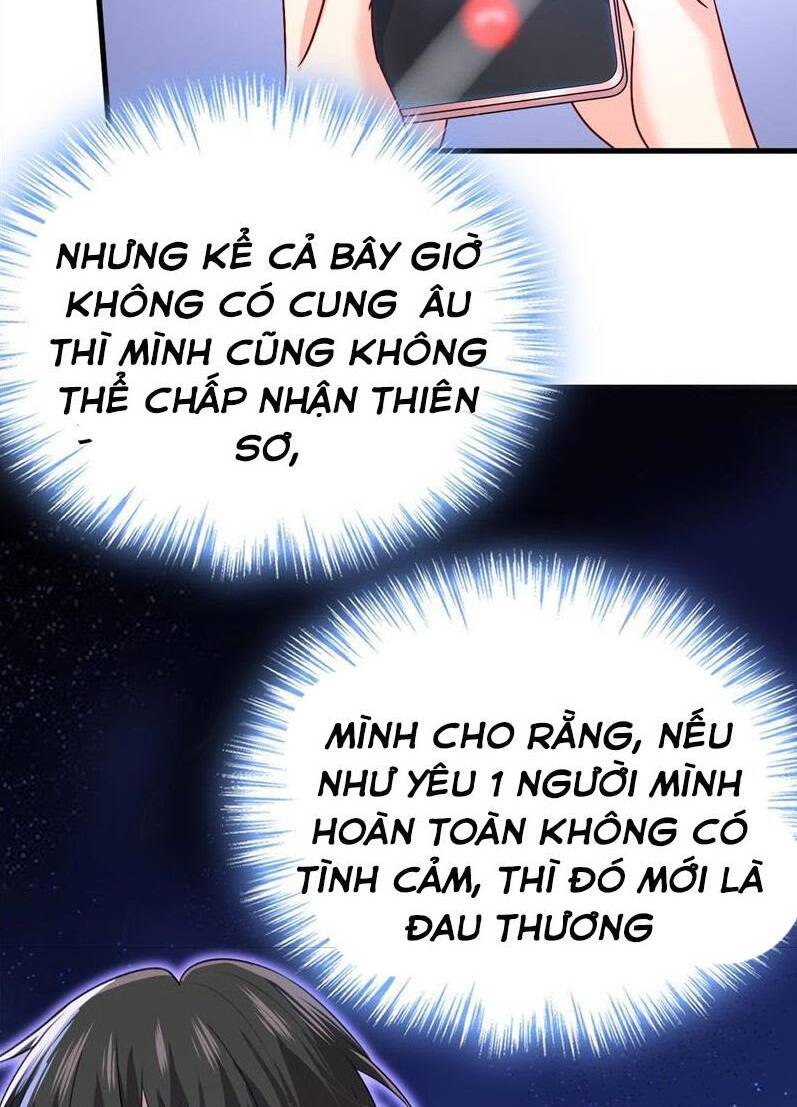 NHƯNG KỂ CẢ BÂY GIỜ
KHÔNG CÓ CUNG ÂU
THÌ MÌNH CŨNG KHÔNG
THỂ CHẤP NHẬN THIÊN
SƠ,
MÌNH CHO RẰNG, NẾU
NHƯ YÊU 1 NGƯỜI MÌNH
HOÀN TOÀN KHÔNG CÓ
TÌNH CẢM, THÌ ĐÓ MỚI LÀ
ĐAU THƯƠNG